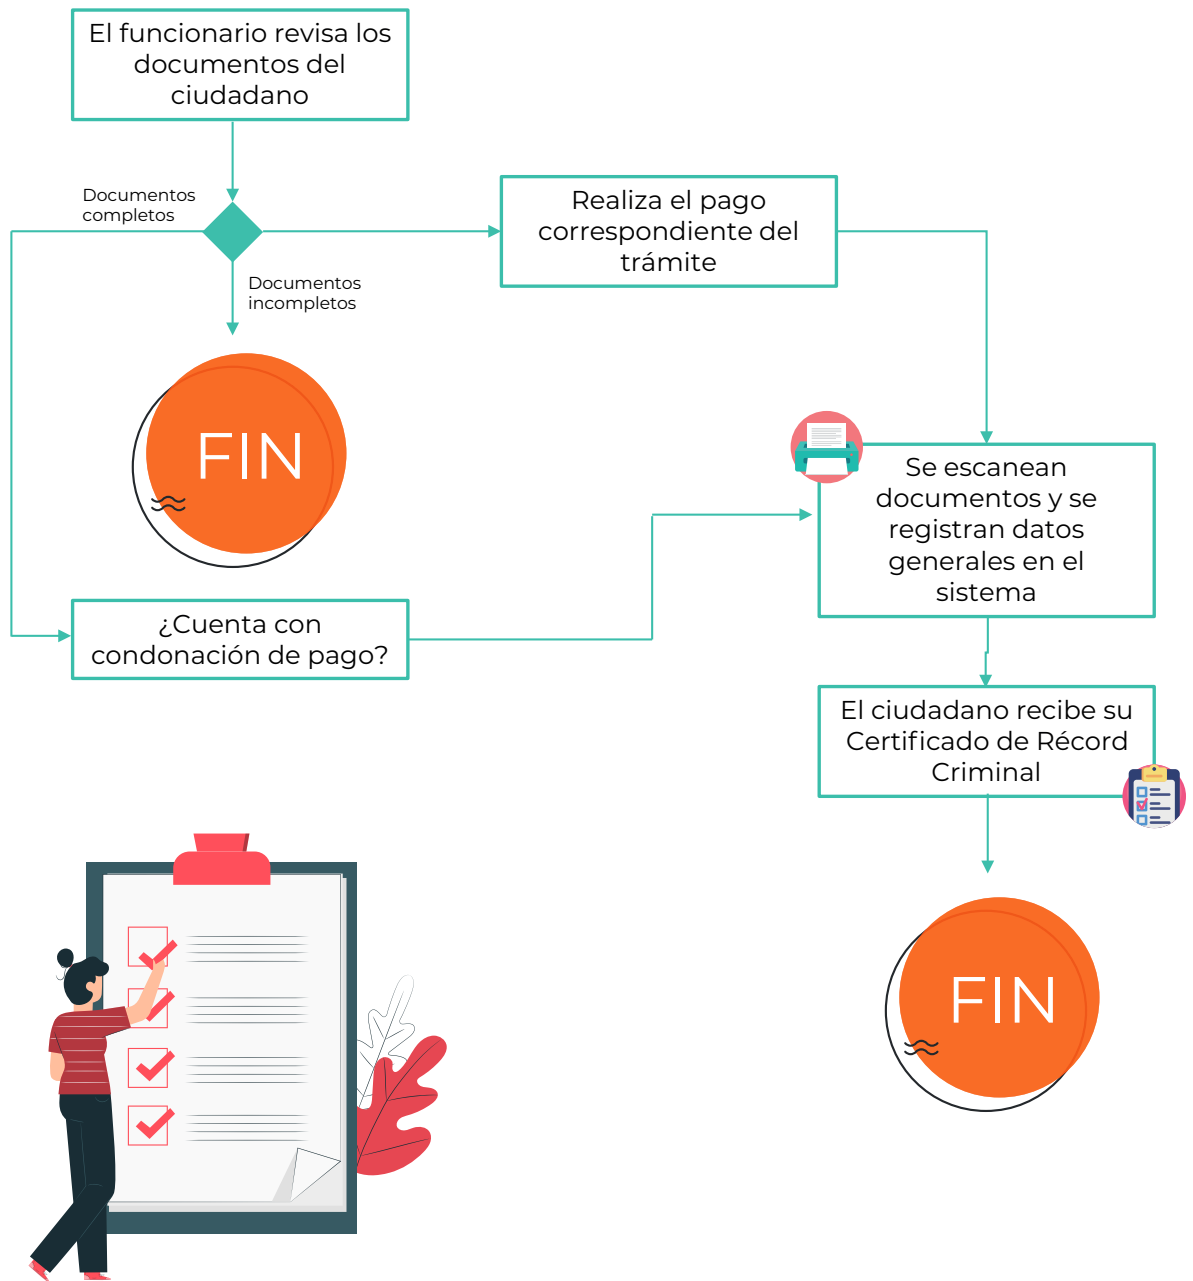 El funcionario revisa los
documentos del
ciudadano
Documentos
completos
Realiza el pago
correspondiente del
trámite
Documentos
incompletos
FIN
Se escanean
documentos y se
registran datos
generales en el
sistema
¿Cuenta con
condonación de pago?
El ciudadano recibe su
Certificado de Récord
Criminal
FIN